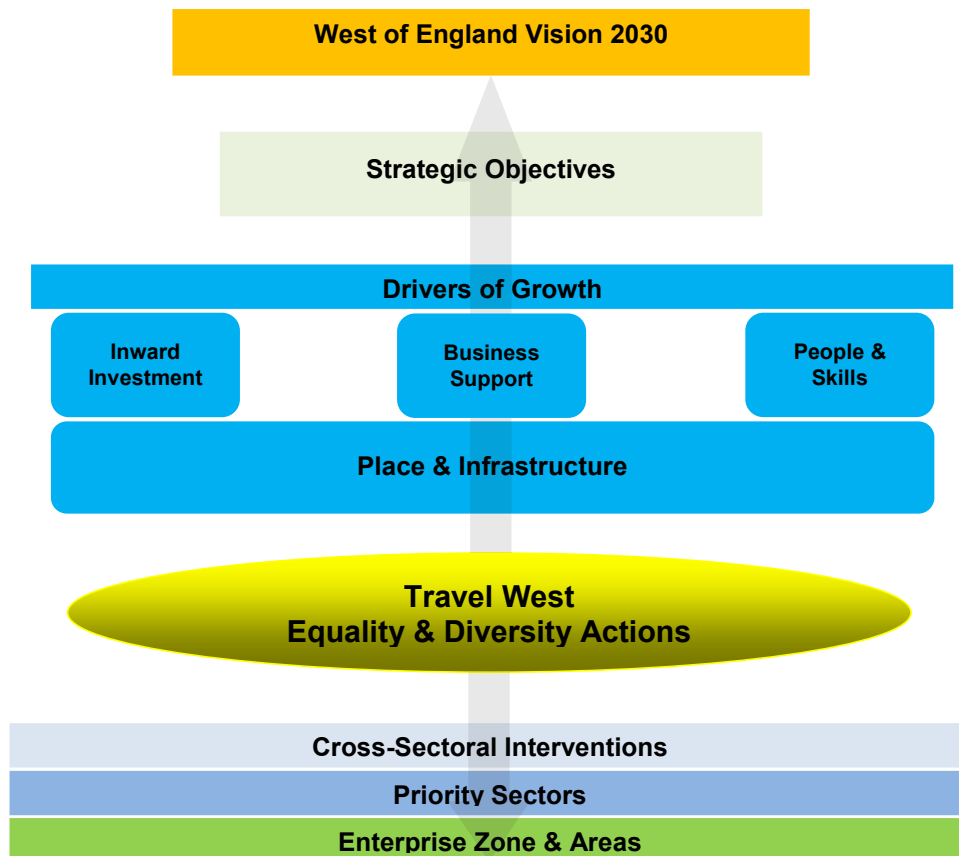 West of England Vision 2030
Strategic Objectives
Drivers of Growth
Inward
Investment
Business
Support
People &
Skills
Place & Infrastructure
Travel West
Equality & Diversity Actions
Cross-Sectoral Interventions
Priority Sectors
Enterprise Zone & Areas